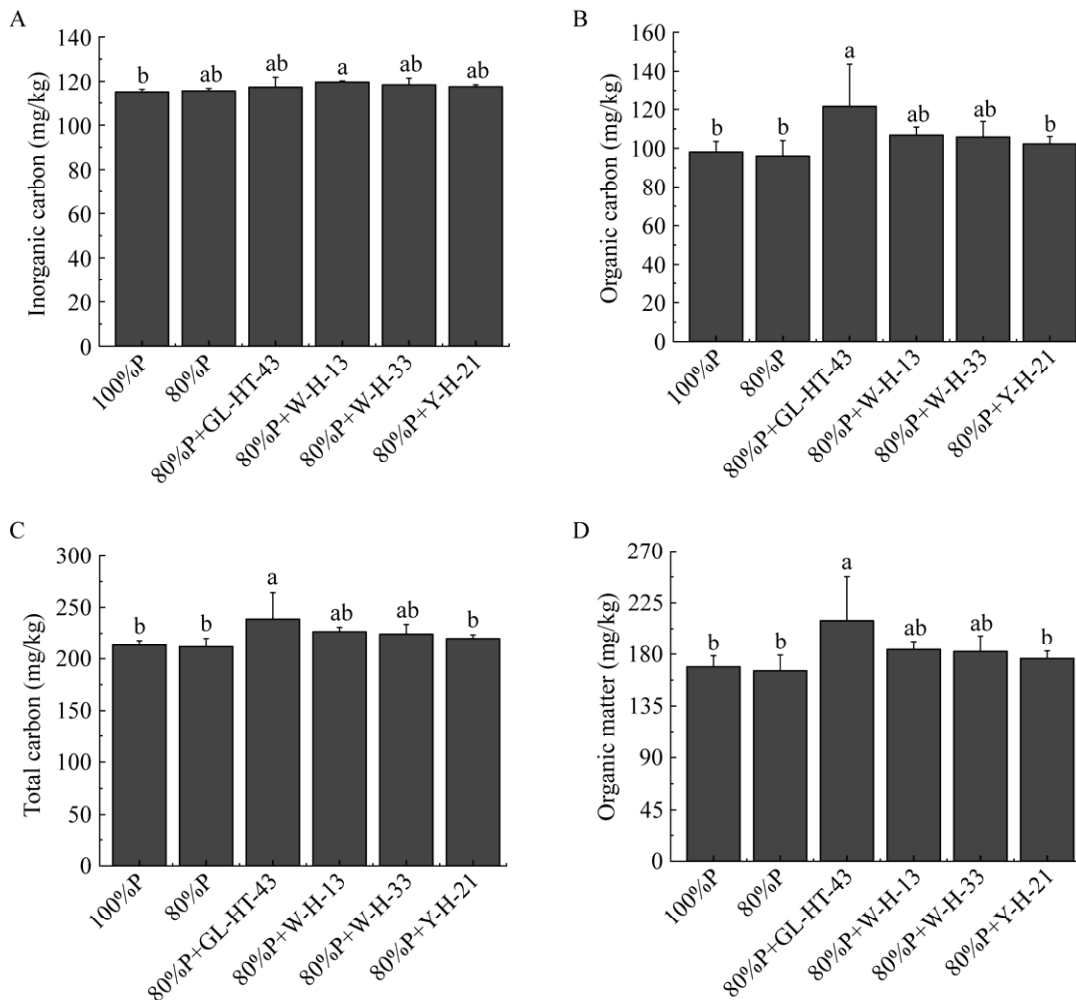 A
Inorganic carbon (mg/kg)
140
120
100
80
60
40
20
0
b
ab
ab
a
ab
ab
100%P
80%P
80%P+GL-HT-43
80%P+W-H-13
80%P+W-H-33
80%P+Y-H-21
B
Organic carbon (mg/kg)
160
140
120
100
80
60
40
20
0
b
b
a
ab
ab
b
100%P
80%P
80%P+GL-HT-43
80%P+W-H-13
80%P+W-H-33
80%P+Y-H-21
C
Total carbon (mg/kg)
300
250
200
150
100
50
0
b
b
a
ab
ab
b
100%P
80%P
80%P+GL-HT-43
80%P+W-H-13
80%P+W-H-33
80%P+Y-H-21
D
Organic matter (mg/kg)
270
225
180
135
90
45
0
b
b
a
ab
ab
b
100%P
80%P
80%P+GL-HT-43
80%P+W-H-13
80%P+W-H-33
80%P+Y-H-21